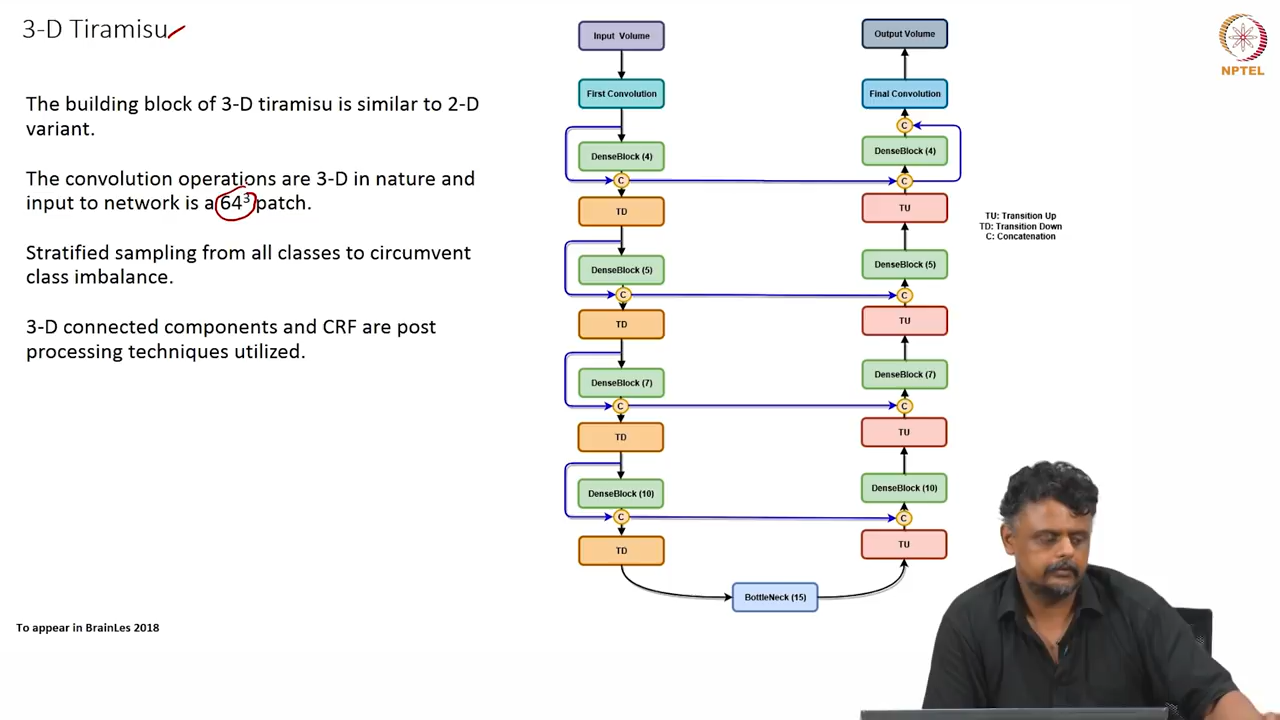 3-D Tiramisu
The building block of 3-D tiramisu is similar to 2-D
variant.
The convolution operations are 3-D in nature and
input to network is a 64³ patch.
Stratified sampling from all classes to circumvent
class imbalance.
3-D connected components and CRF are post
processing techniques utilized.
To appear in BrainLes 2018
Input Volume
First Convolution
DenseBlock (4)
C
TD
DenseBlock (5)
C
TD
DenseBlock (7)
C
TD
DenseBlock (10)
C
TD
BottleNeck (15)
Output Volume
Final Convolution
C
DenseBlock (4)
C
TU
DenseBlock (5)
C
TU
DenseBlock (7)
C
TU
DenseBlock (10)
C
TU
TU: Transition Up
TD: Transition Down
C: Concatenation
NPTEL